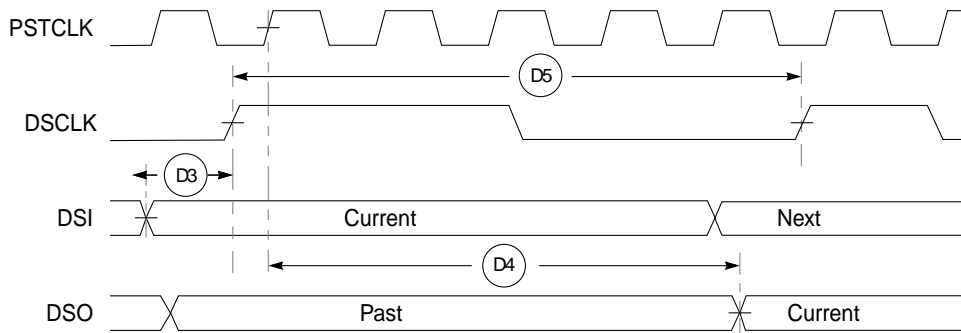 PSTCLK
D5
DSCLK
D3
DSI Current Next
D4
DSO Past Current